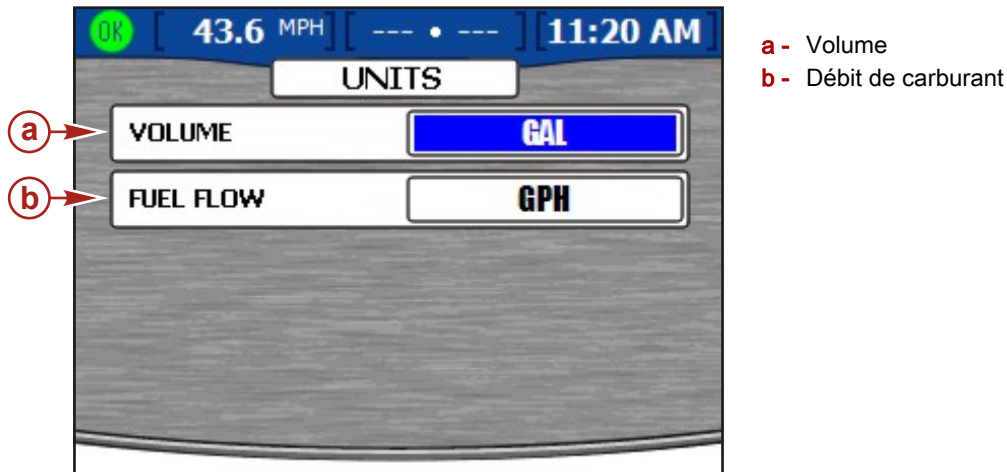 OK [ 43.6 MPH ] [ --- • --- ] [ 11:20 AM ]
UNITS
a VOLUME GAL
b FUEL FLOW GPH
a - Volume
b - Débit de carburant